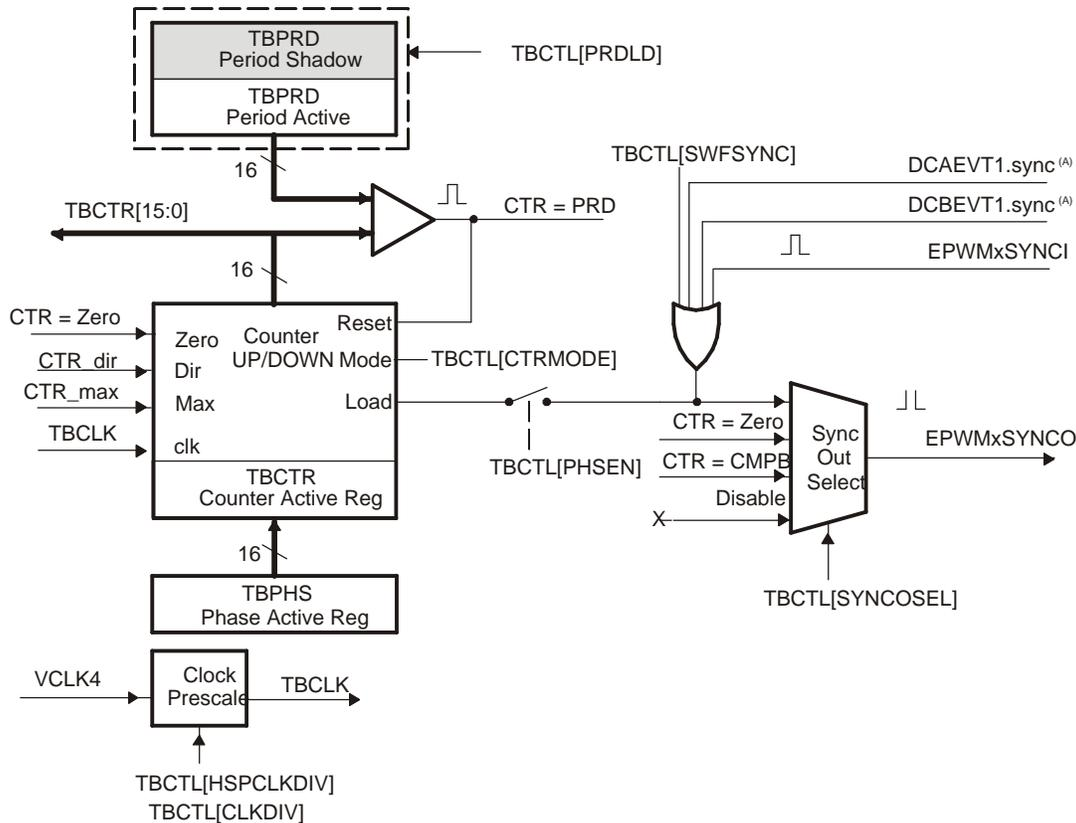 TBPRD
Period Shadow
TBCTL[PRDLD]
TBPRD
Period Active
16
TBCTL[SWFSYNC]
DCAEVT1.sync (A)
DCBEVT1.sync (A)
EPWMxSYNCI
TBCTR[15:0]
CTR = PRD
16
CTR = Zero
CTR_dir
CTR_max
TBCLK
Zero
Dir
Max
clk
Counter
UP/DOWN
Reset
Mode
Load
TBCTL[CTRMODE]
TBCTR
Counter Active Reg
TBCTL[PHSEN]
CTR = Zero
CTR = CMPB
Disable
X
Sync
Out
Select
EPWMxSYNCO
TBCTL[SYNCOSEL]
16
TBPHS
Phase Active Reg
VCLK4
Clock
Prescale
TBCLK
TBCTL[HSPCLKDIV]
TBCTL[CLKDIV]